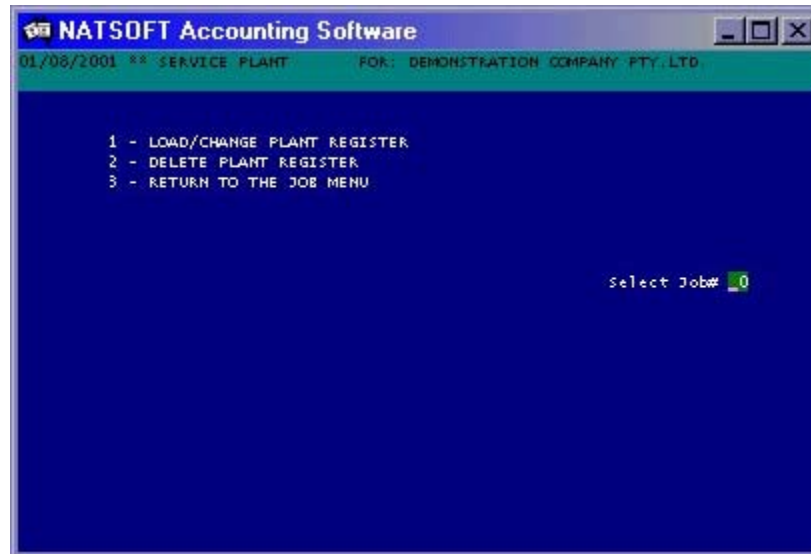 NATSOFT Accounting Software
01/08/2001 ** SERVICE PLANT FOR: DEMONSTRATION COMPANY PTY.LTD.
1 - LOAD/CHANGE PLANT REGISTER
2 - DELETE PLANT REGISTER
3 - RETURN TO THE JOB MENU
Select Job# _0